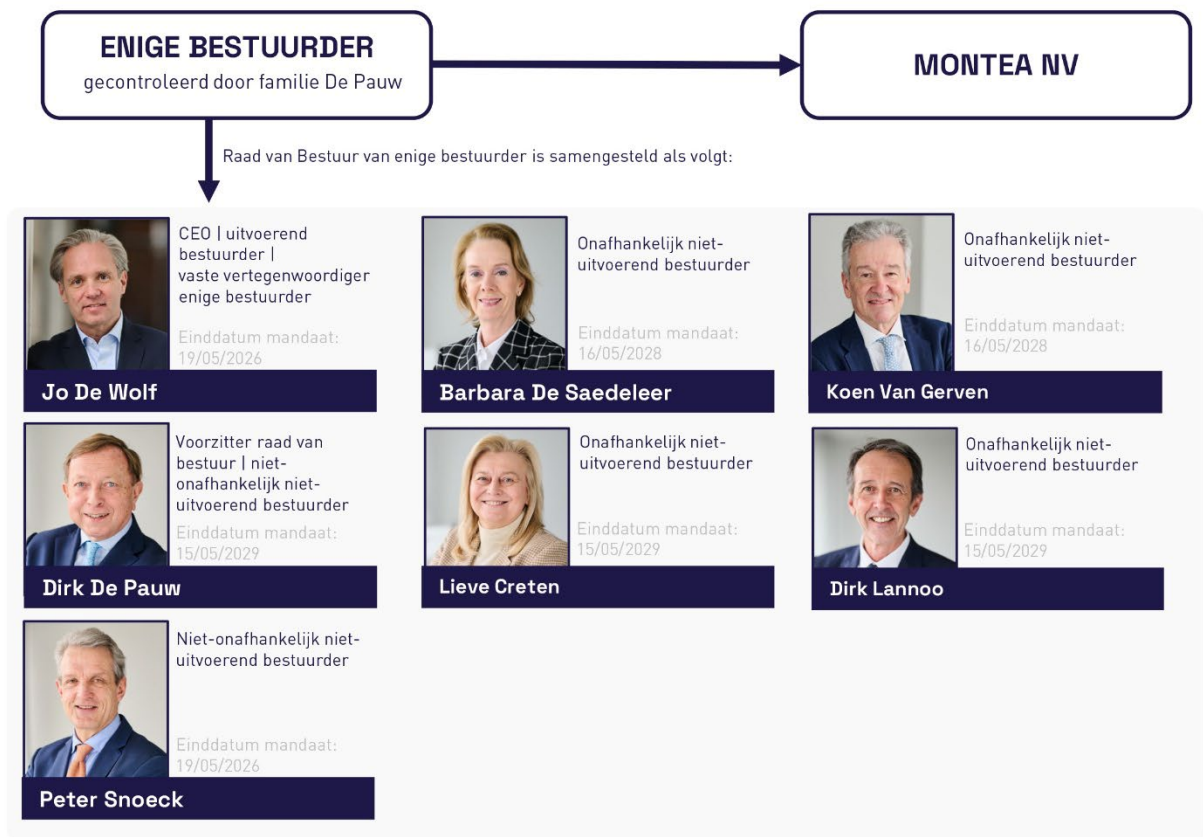 ENIGE BESTUURDER
gecontroleerd door familie De Pauw
MONTEA NV
Raad van Bestuur van enige bestuurder is samengesteld als volgt:
CEO | uitvoerend
bestuurder |
vaste vertegenwoordiger
enige bestuurder
Einddatum mandaat:
19/05/2026
Jo De Wolf
Onafhankelijk niet-
uitvoerend bestuurder
Einddatum mandaat:
16/05/2028
Barbara De Saedeleer
Onafhankelijk niet-
uitvoerend bestuurder
Einddatum mandaat:
16/05/2028
Koen Van Gerven
Voorzitter raad van
bestuur | niet-
onafhankelijk niet-
uitvoerend bestuurder
Einddatum mandaat:
15/05/2029
Dirk De Pauw
Onafhankelijk niet-
uitvoerend bestuurder
Einddatum mandaat:
15/05/2029
Lieve Creten
Onafhankelijk niet-
uitvoerend bestuurder
Einddatum mandaat:
15/05/2029
Dirk Lannoo
Niet-onafhankelijk niet-
uitvoerend bestuurder
Einddatum mandaat:
19/05/2026
Peter Snoeck